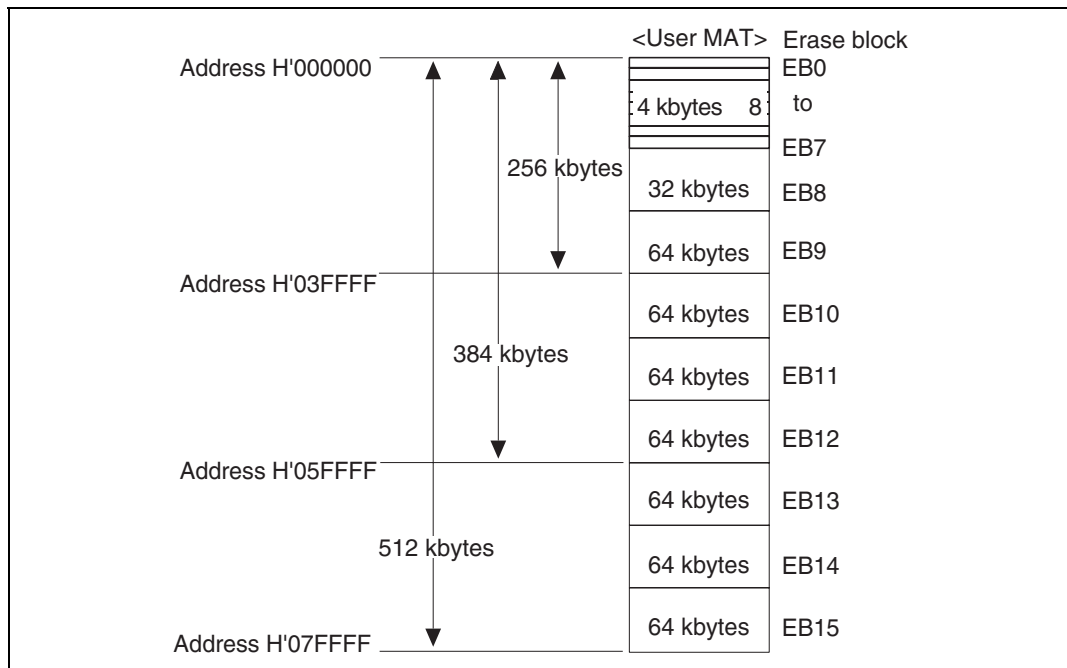 <User MAT> Erase block
Address H'000000
EB0
4 kbytes 8 to
EB7
256 kbytes
32 kbytes EB8
64 kbytes EB9
Address H'03FFFF
64 kbytes EB10
384 kbytes
64 kbytes EB11
64 kbytes EB12
Address H'05FFFF
64 kbytes EB13
512 kbytes
64 kbytes EB14
64 kbytes EB15
Address H'07FFFF